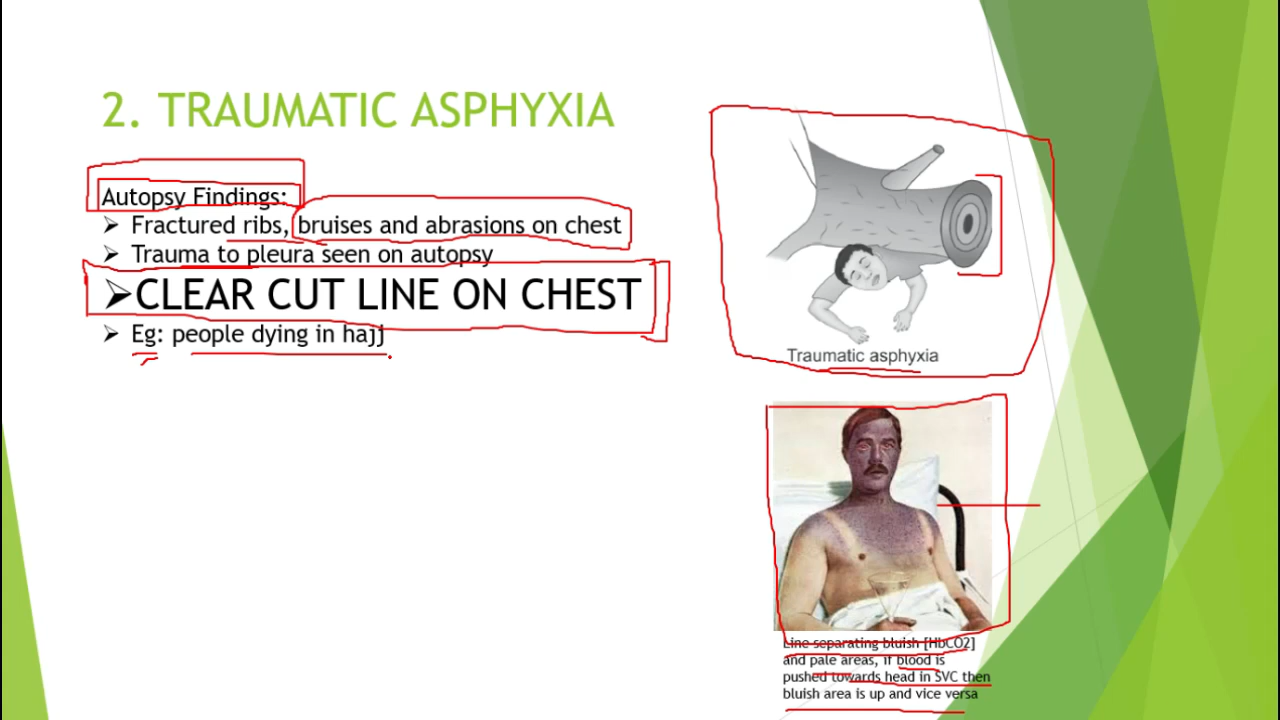 2. TRAUMATIC ASPHYXIA
Autopsy Findings:
Fractured ribs, bruises and abrasions on chest
Trauma to pleura seen on autopsy
CLEAR CUT LINE ON CHEST
Eg: people dying in hajj
Traumatic asphyxia
Line separating bluish [HbCO2]
and pale areas, if blood is
pushed towards head in SVC then
bluish area is up and vice versa